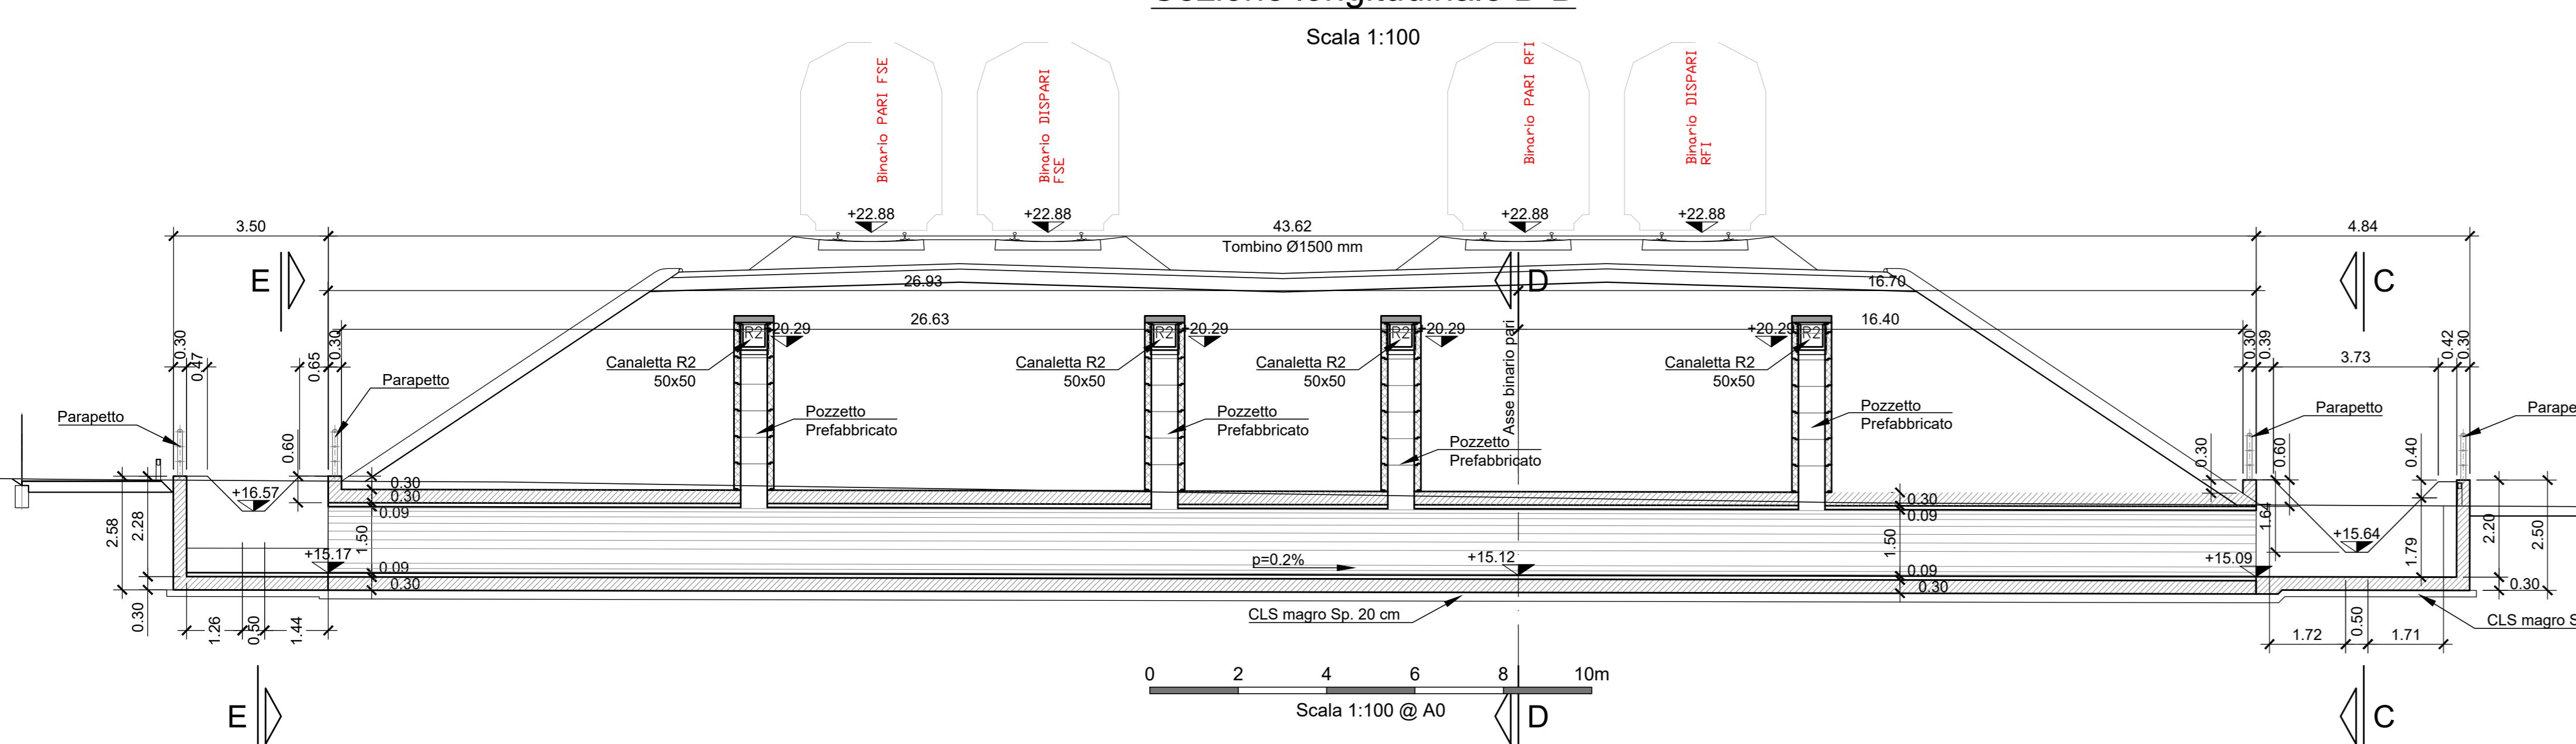 Scala 1:100
Binario PARI FSE
Binario DISPARI
FSE
Binario PARI RFI
Binario DISPARI
RFI
+22.88
+22.88
+22.88
+22.88
3.50
43.62
4.84
Tombino Ø1500 mm
E
D
C
26.93
16.70
26.63
16.40
R2
+20.29
R2
+20.29
R2
+20.29
+20.29
R2
Asse binario pari
0.30
0.47
0.65
0.30
0.30
0.39
3.73
0.42
0.30
Canaletta R2
50x50
Canaletta R2
50x50
Canaletta R2
50x50
Canaletta R2
50x50
Parapetto
Parapetto
Parapetto
Pozzetto
Prefabbricato
Pozzetto
Prefabbricato
Pozzetto
Prefabbricato
Pozzetto
Prefabbricato
0.60
0.30
0.60
0.40
+16.57
0.30
0.30
0.09
1.50
0.30
0.09
1.50
1.64
+15.64
1.79
2.20
2.50
2.58
2.28
+15.17
p=0.2%
+15.12
+15.09
0.09
0.30
0.09
0.30
0.30
0.30
CLS magro Sp. 20 cm
1.26
0.50
1.44
1.72
0.50
1.71
CLS magro
0
2
4
6
8
10m
Scala 1:100 @ A0
E
D
C